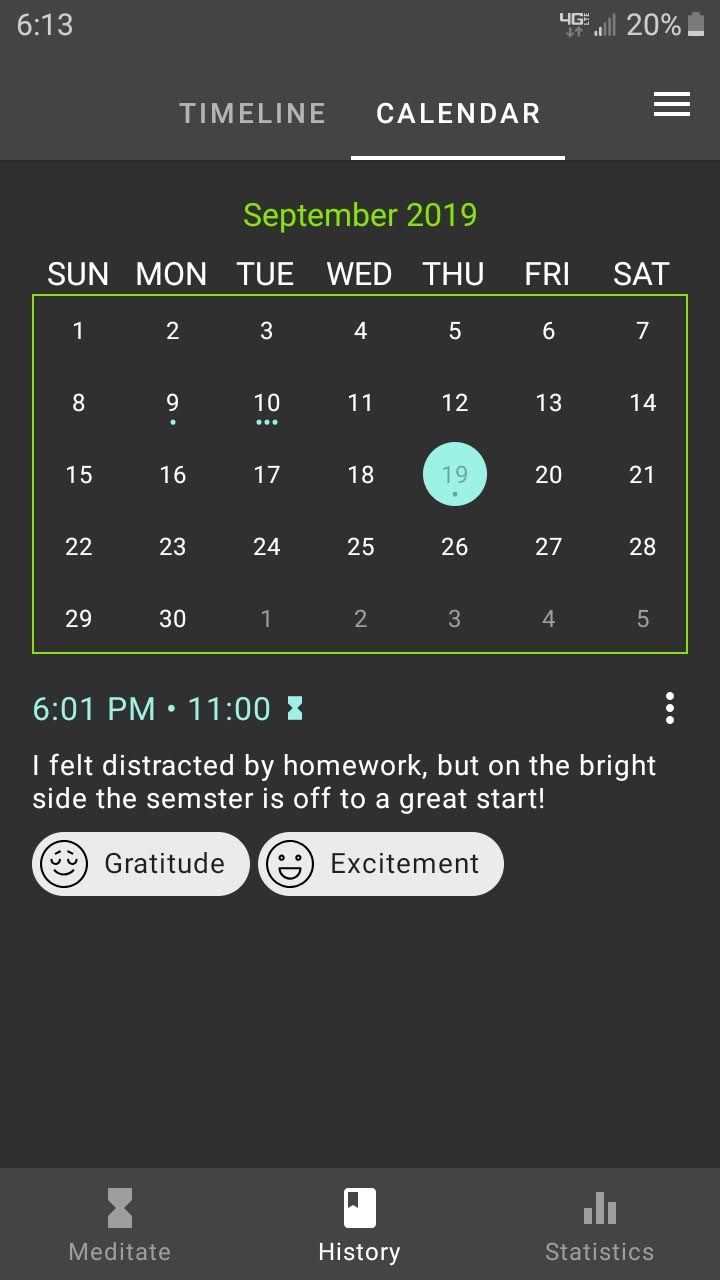 6:13 4G LTE 20%
TIMELINE CALENDAR
September 2019
SUN MON TUE WED THU FRI SAT
1 2 3 4 5 6 7
8 9 10 11 12 13 14
15 16 17 18 19 20 21
22 23 24 25 26 27 28
29 30 1 2 3 4 5
6:01 PM • 11:00
I felt distracted by homework, but on the bright
side the semster is off to a great start!
Gratitude Excitement
Meditate History Statistics